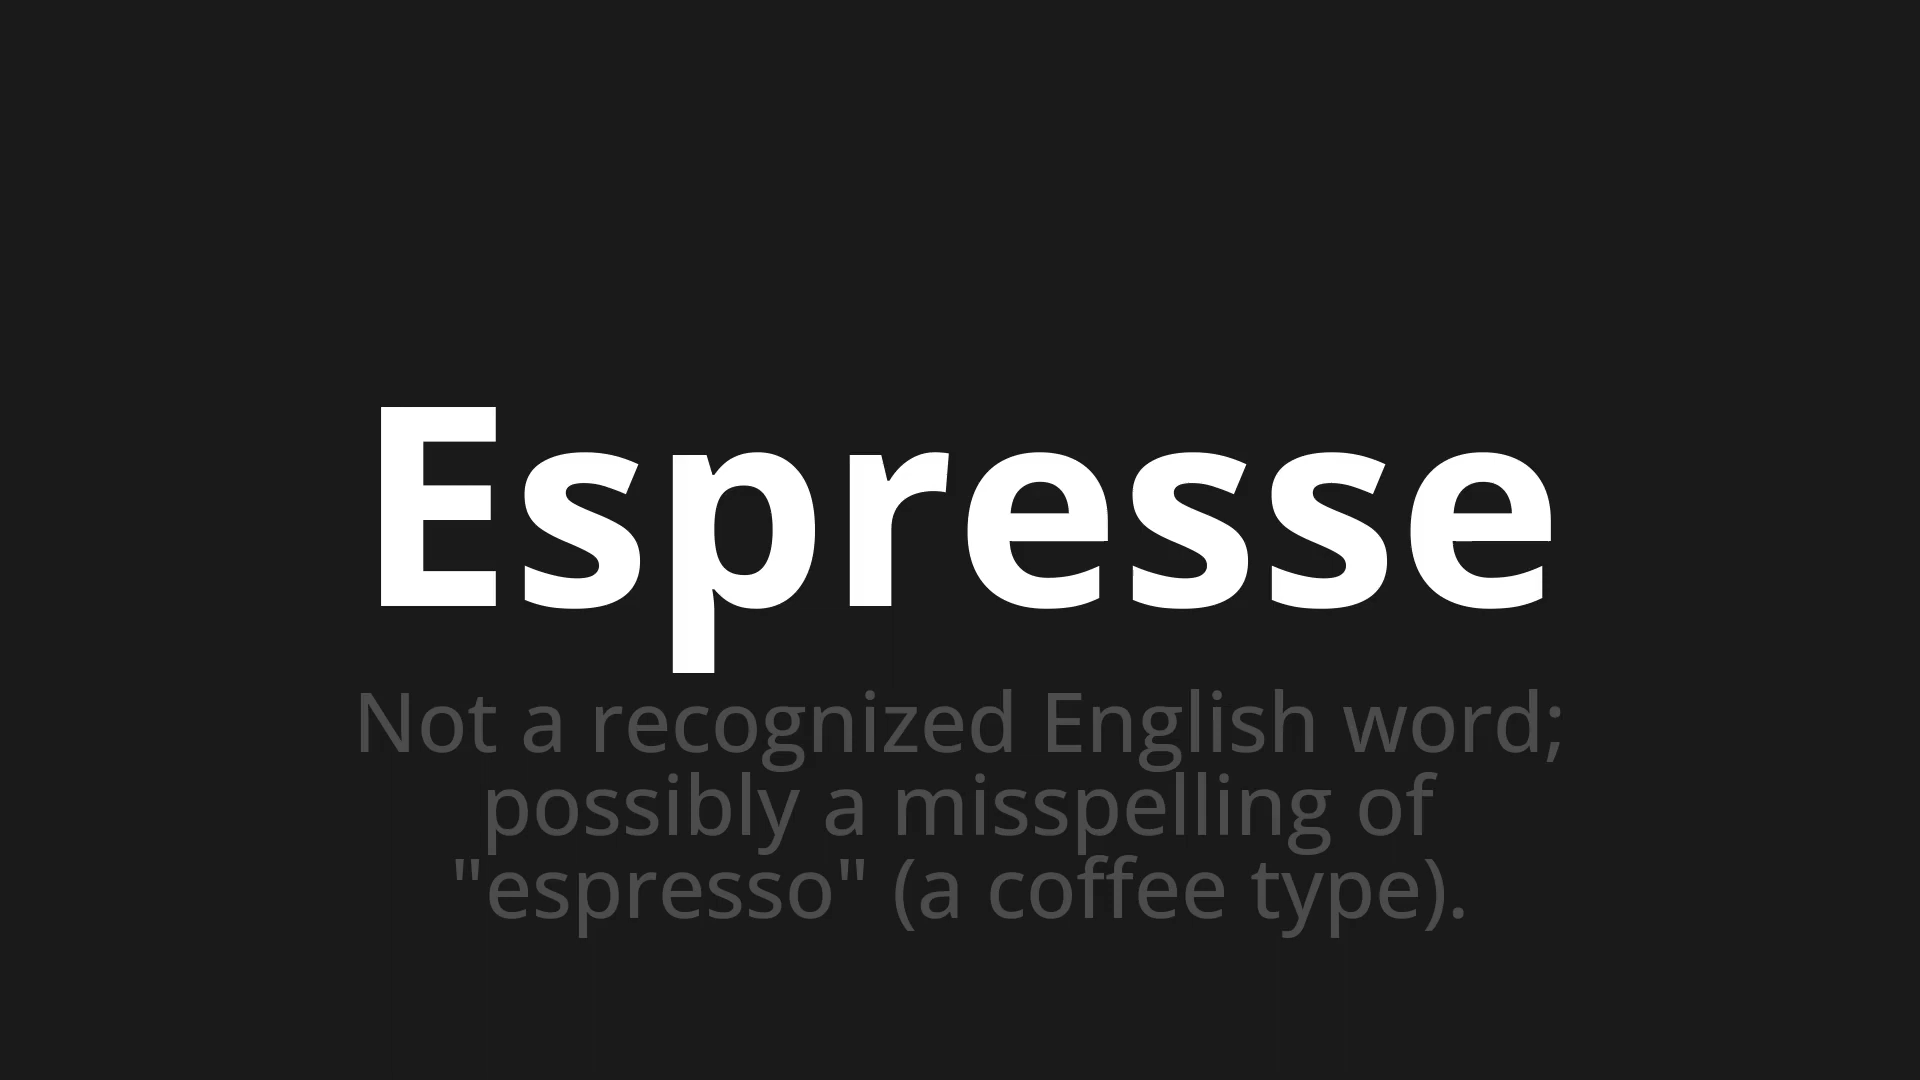 Espresse
Not a recognized English word;
possibly a misspelling of
"espresso" (a coffee type).